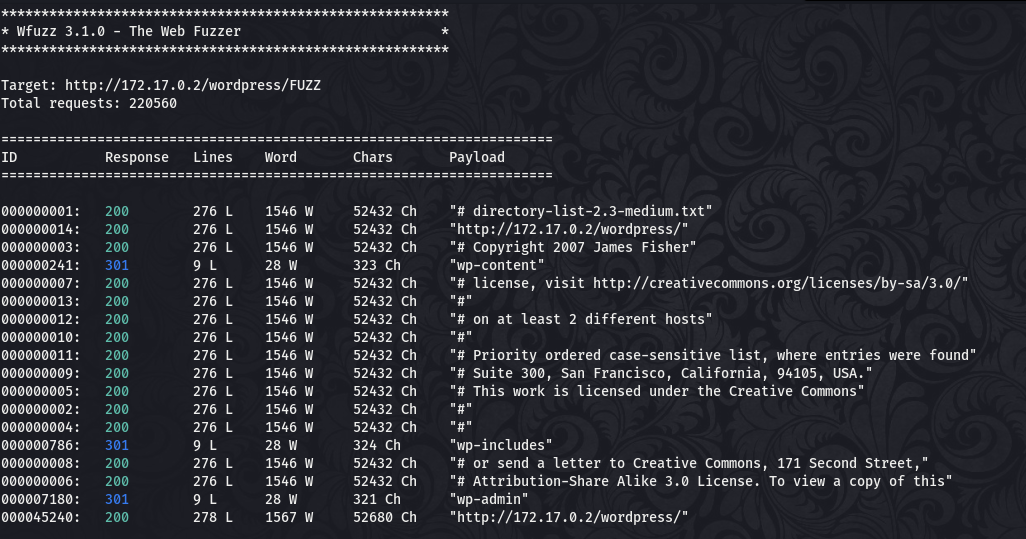 ********************************************************
* Wfuzz 3.1.0 - The Web Fuzzer                         *
********************************************************
Target: http://172.17.0.2/wordpress/FUZZ
Total requests: 220560
=====================================================================
ID           Response   Lines    Word       Chars       Payload
=====================================================================
000000001:   200        276 L    1546 W     52432 Ch    "# directory-list-2.3-medium.txt"
000000014:   200        276 L    1546 W     52432 Ch    "http://172.17.0.2/wordpress/"
000000003:   200        276 L    1546 W     52432 Ch    "# Copyright 2007 James Fisher"
000000241:   301        9 L      28 W       323 Ch      "wp-content"
000000007:   200        276 L    1546 W     52432 Ch    "# license, visit http://creativecommons.org/licenses/by-sa/3.0/"
000000013:   200        276 L    1546 W     52432 Ch    "#"
000000012:   200        276 L    1546 W     52432 Ch    "# on at least 2 different hosts"
000000010:   200        276 L    1546 W     52432 Ch    "#"
000000011:   200        276 L    1546 W     52432 Ch    "# Priority ordered case-sensitive list, where entries were found"
000000009:   200        276 L    1546 W     52432 Ch    "# Suite 300, San Francisco, California, 94105, USA."
000000005:   200        276 L    1546 W     52432 Ch    "# This work is licensed under the Creative Commons"
000000002:   200        276 L    1546 W     52432 Ch    "#"
000000004:   200        276 L    1546 W     52432 Ch    "#"
000000786:   301        9 L      28 W       324 Ch      "wp-includes"
000000008:   200        276 L    1546 W     52432 Ch    "# or send a letter to Creative Commons, 171 Second Street,"
000000006:   200        276 L    1546 W     52432 Ch    "# Attribution-Share Alike 3.0 License. To view a copy of this"
000007180:   301        9 L      28 W       321 Ch      "wp-admin"
000045240:   200        278 L    1567 W     52680 Ch    "http://172.17.0.2/wordpress/"